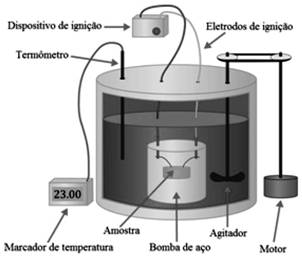 Dispositivo de ignição
Eletrodos de ignição
Termômetro
23.00
Marcador de temperatura
Amostra
Bomba de aço
Agitador
Motor